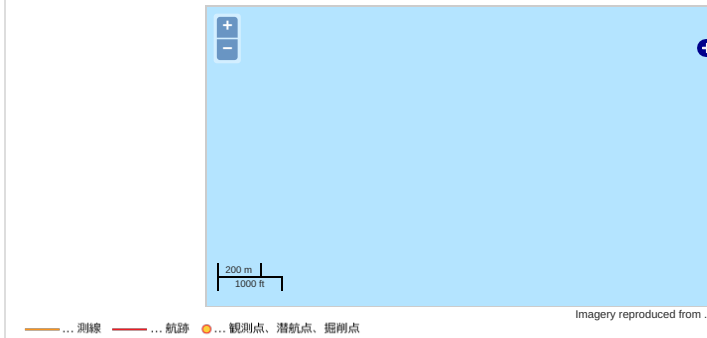 +
−
200 m
1000 ft
Imagery reproduced from .
... 測線 ... 航跡 ... 観測点、潜航点、掘削点